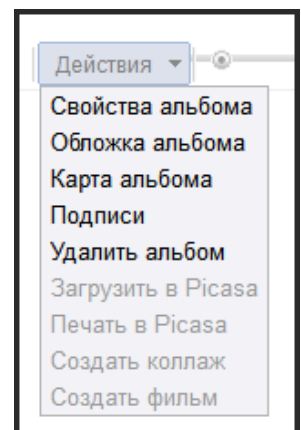 Действия
Свойства альбома
Обложка альбома
Карта альбома
Подписи
Удалить альбом
Загрузить в Picasa
Печать в Picasa
Создать коллаж
Создать фильм